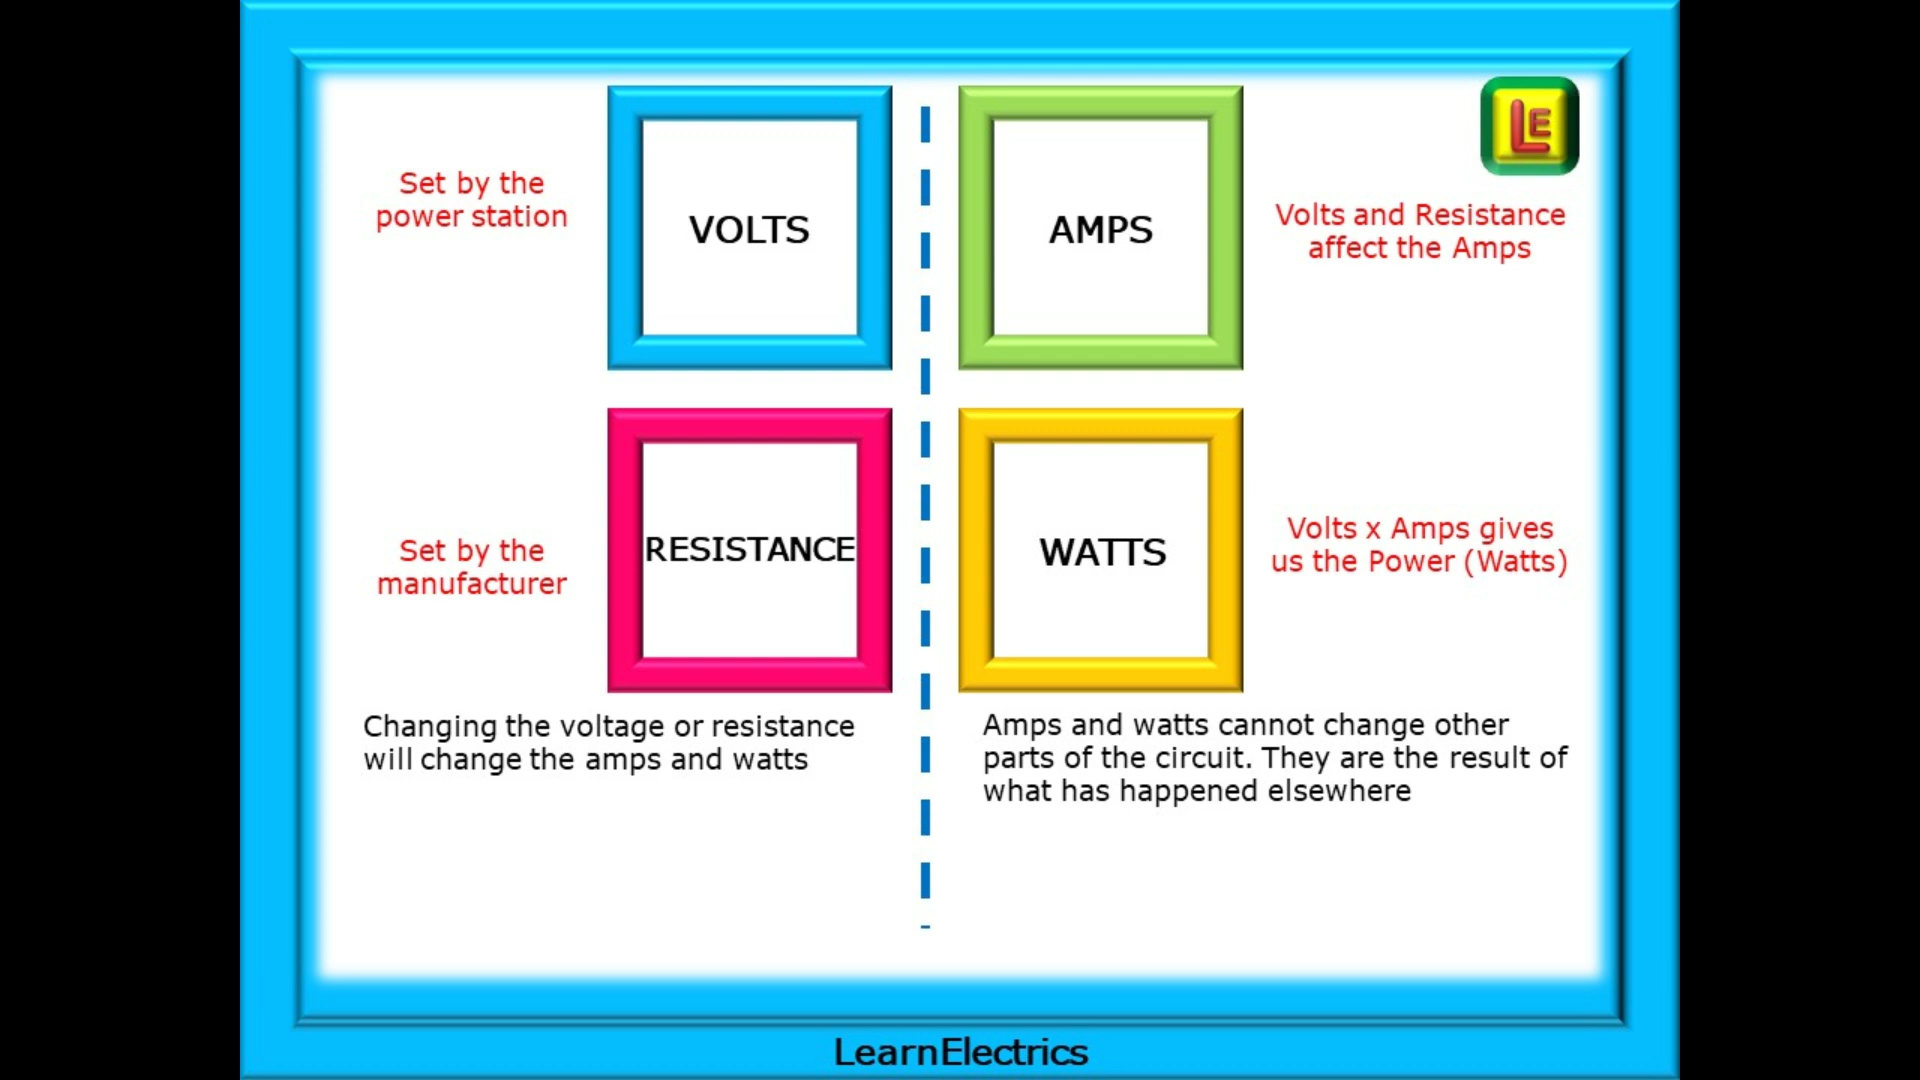 Set by the
power station
VOLTS
AMPS
LE
Volts and Resistance
affect the Amps
Set by the
manufacturer
RESISTANCE
WATTS
Volts x Amps gives
us the Power (Watts)
Changing the voltage or resistance
will change the amps and watts
Amps and watts cannot change other
parts of the circuit. They are the result of
what has happened elsewhere
LearnElectrics